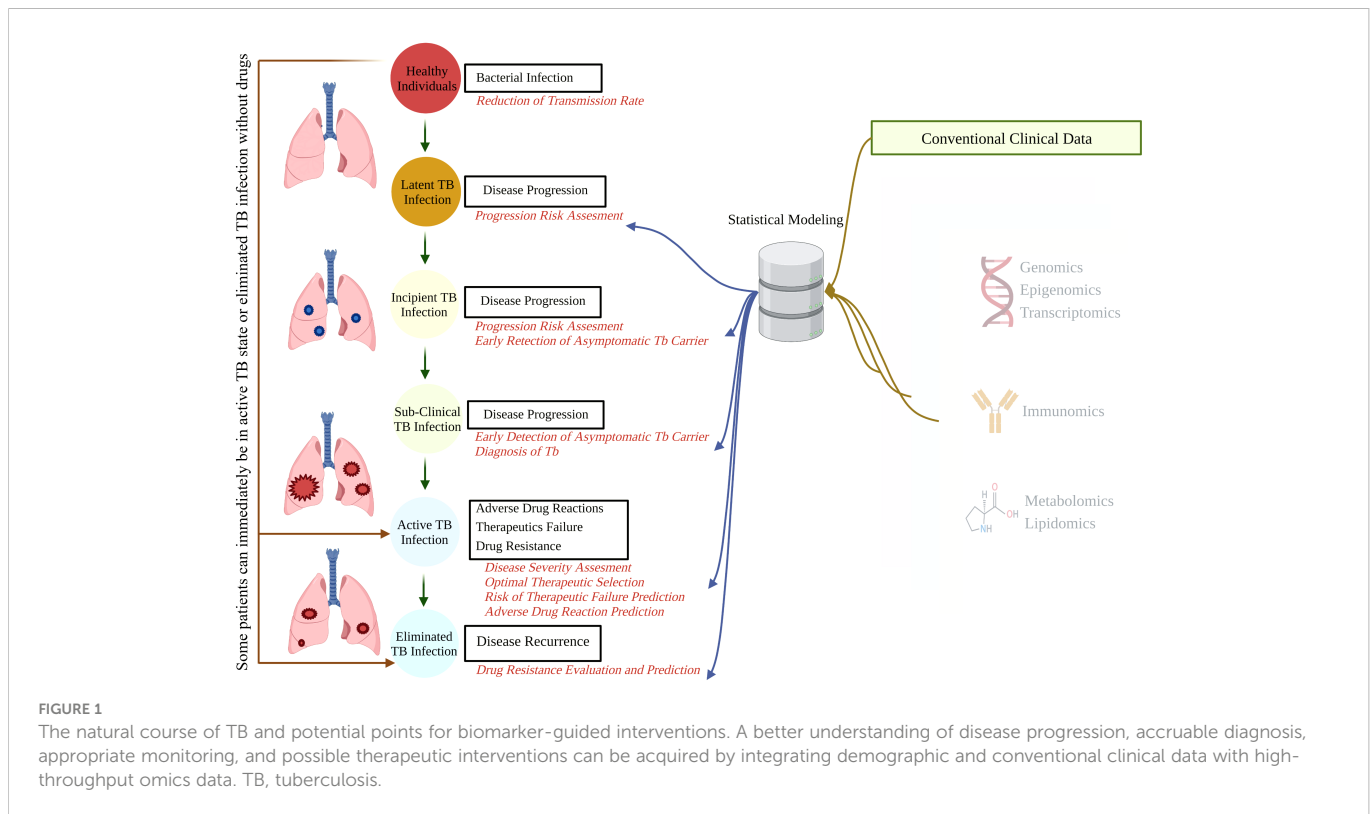 Some patients can immediately be in active TB state or eliminated TB infection without drugs
Healthy
Individuals
Bacterial Infection
Reduction of Transmission Rate
Latent TB
Infection
Disease Progression
Progression Risk Assesment
Incipient TB
Infection
Disease Progression
Progression Risk Assesment
Early Retection of Asymptomatic Tb Carrier
Sub-Clinical
TB Infection
Disease Progression
Early Detection of Asymptomatic Tb Carrier
Diagnosis of Tb
Active TB
Infection
Adverse Drug Reactions
Therapeutics Failure
Drug Resistance
Disease Severity Assesment
Optimal Therapeutic Selection
Risk of Therapeutic Failure Prediction
Adverse Drug Reaction Prediction
Eliminated
TB Infection
Disease Recurrence
Drug Resistance Evaluation and Prediction
Statistical Modeling
Conventional Clinical Data
Genomics
Epigenomics
Transcriptomics
Immunomics
H
O
OH
NH
Metabolomics
Lipidomics
FIGURE 1
The natural course of TB and potential points for biomarker-guided interventions. A better understanding of disease progression, accruable diagnosis,
appropriate monitoring, and possible therapeutic interventions can be acquired by integrating demographic and conventional clinical data with high-
throughput omics data. TB, tuberculosis.